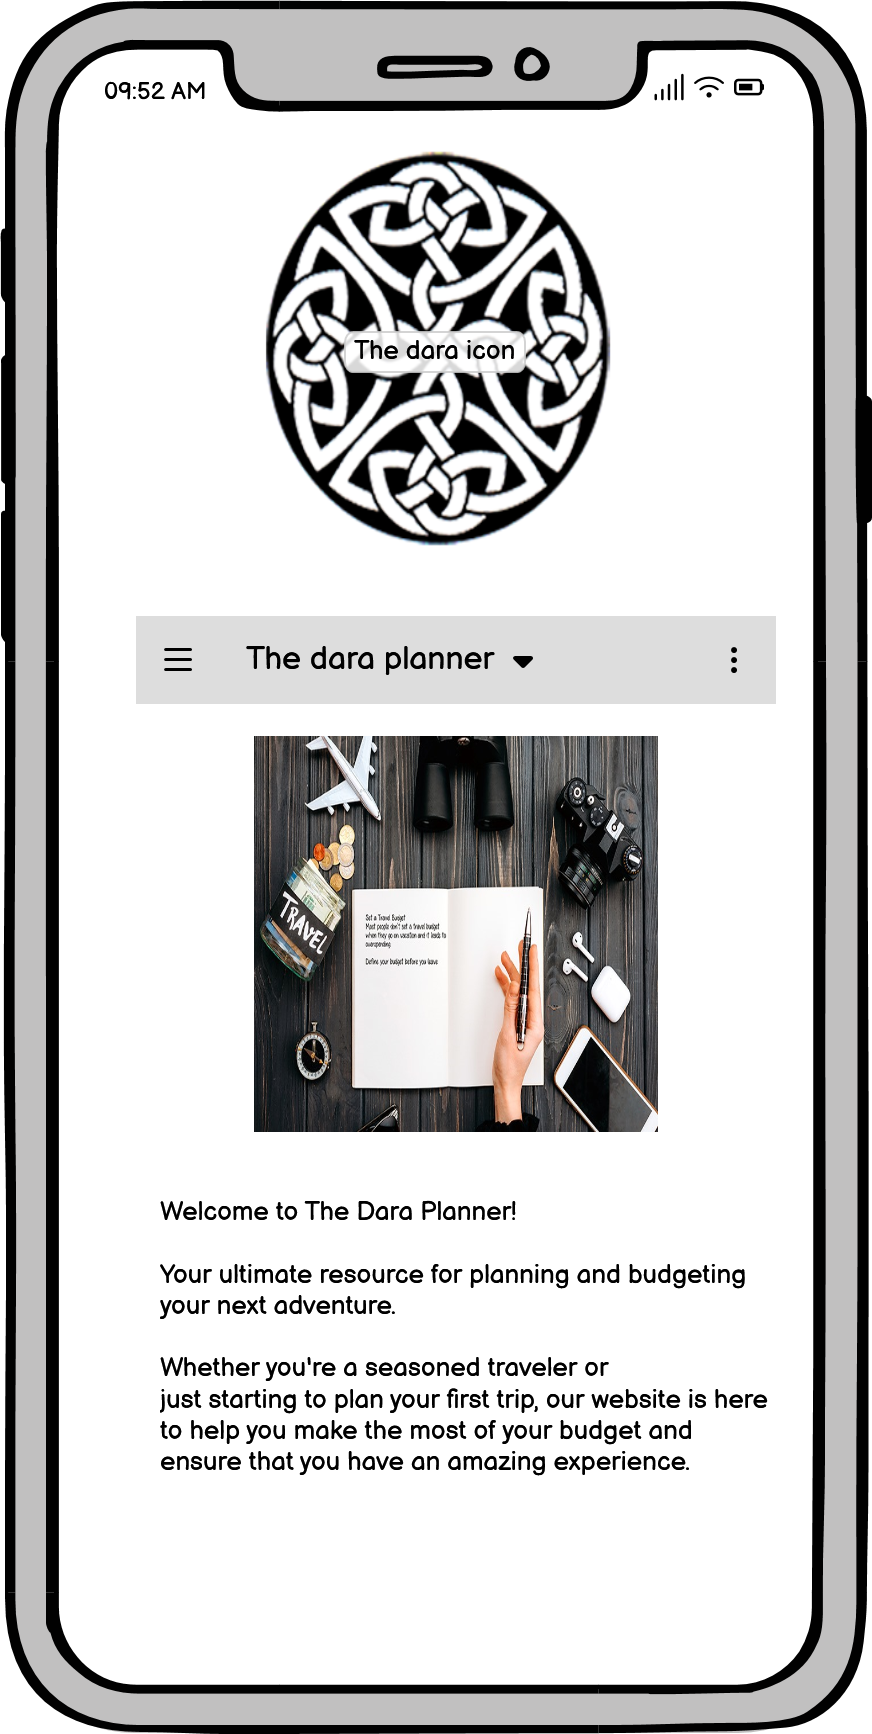 09:52 AM
The dara icon
The dara planner
TRAVEL
Set a Travel Budget
Most people don't set a travel budget
when they go on vacation and it leads to
overspending.
Define your budget before you leave
Welcome to The Dara Planner!
Your ultimate resource for planning and budgeting
your next adventure.
Whether you're a seasoned traveler or
just starting to plan your first trip, our website is here
to help you make the most of your budget and
ensure that you have an amazing experience.